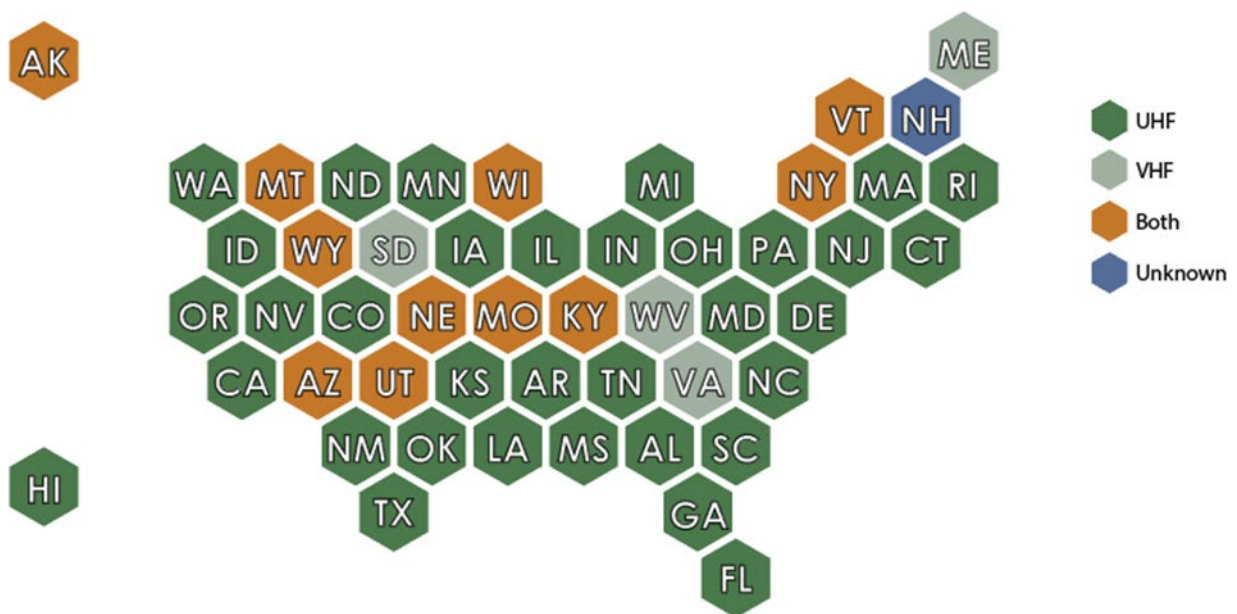 ME
AK
VT NH
WA MT ND MN WI MI NY MA RI
ID WY SD IA IL IN OH PA NJ CT
OR NV CO NE MO KY WV MD DE
CA AZ UT KS AR TN VA NC
NM OK LA MS AL SC
HI
TX GA
FL
UHF
VHF
Both
Unknown